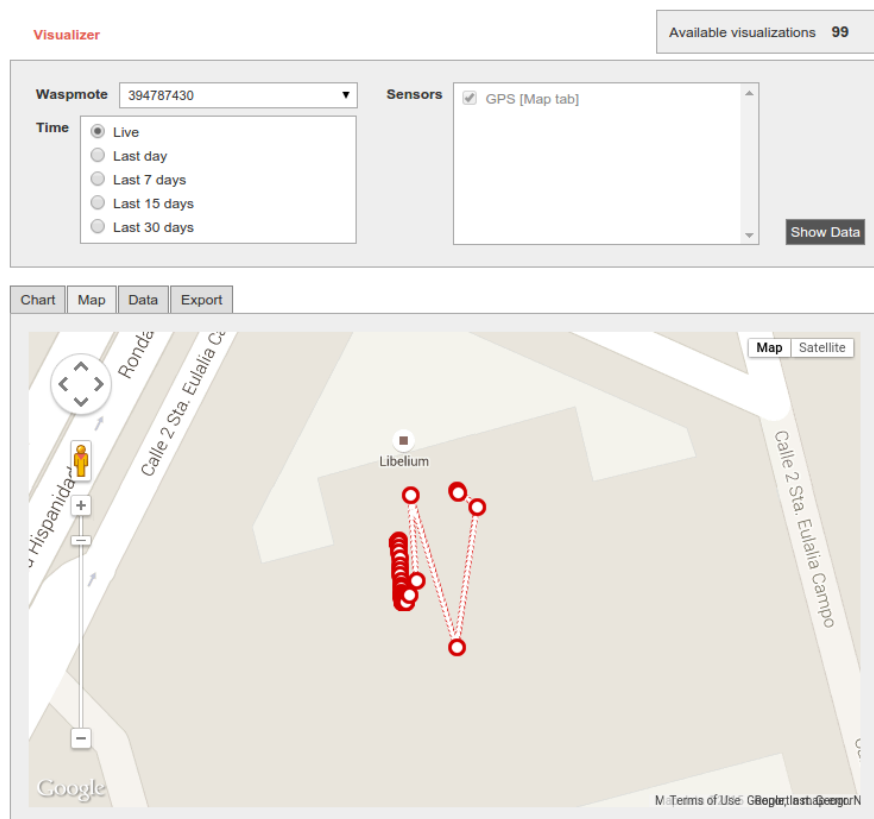 Visualizer
Available visualizations 99
Waspmote 394787430
Sensors
GPS [Map tab]
Time
Live
Last day
Last 7 days
Last 15 days
Last 30 days
Show Data
Chart
Map
Data
Export
Map
Satellite
Ronda
Calle 2 Sta. Eulalia Ca
Hispanidad
Libelium
Calle 2 Sta. Eulalia Campo
Google
Terms of Use